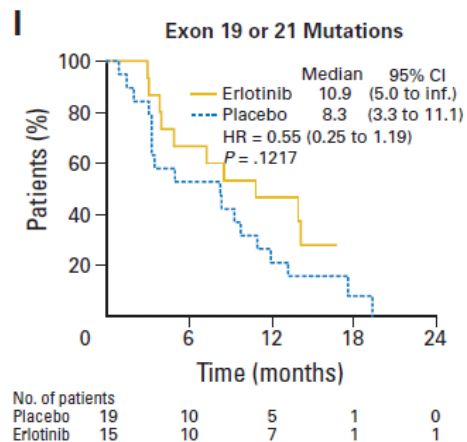 I
Exon 19 or 21 Mutations
Median 95% CI
Erlotinib 10.9 (5.0 to inf.)
Placebo 8.3 (3.3 to 11.1)
HR = 0.55 (0.25 to 1.19)
P = .1217
Patients (%)
100
80
60
40
20
0 6 12 18 24
Time (months)
No. of patients
Placebo 19 10 5 1 0
Erlotinib 15 10 7 1 1